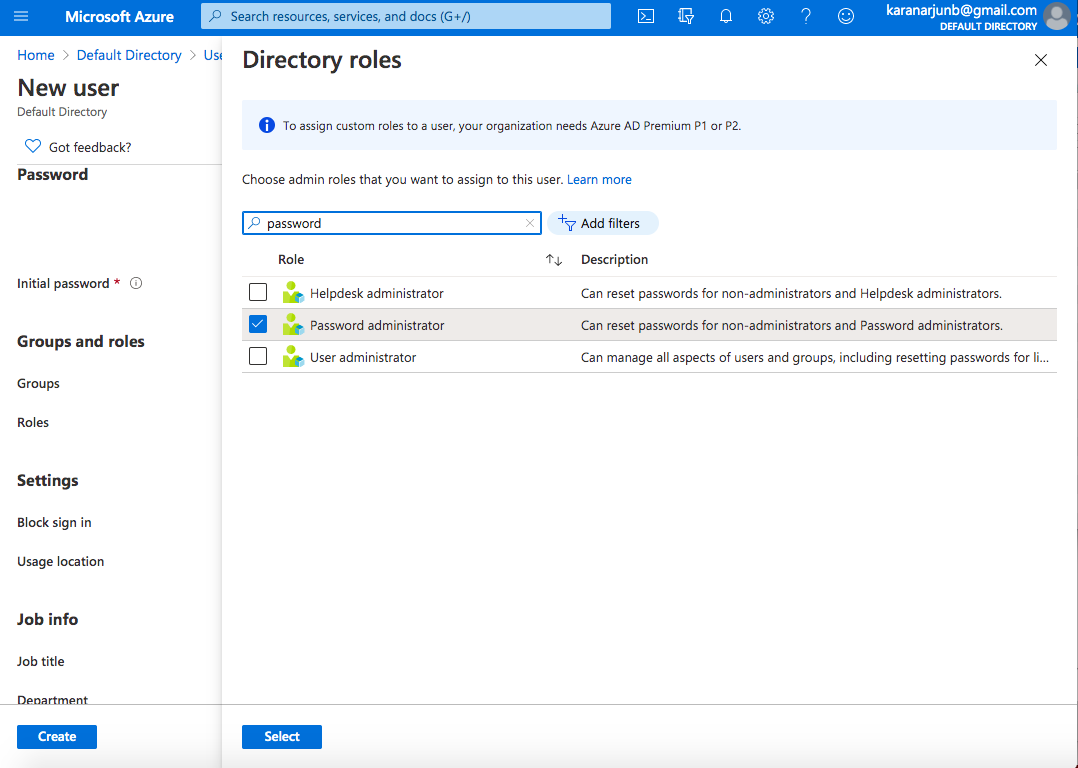 Microsoft Azure
Search resources, services, and docs (G+/)
karanarjunb@gmail.com
DEFAULT DIRECTORY
Home > Default Directory > Use
New user
Default Directory
Got feedback?
Password
Initial password *
Groups and roles
Groups
Roles
Settings
Block sign in
Usage location
Job info
Job title
Department
Create
Directory roles
To assign custom roles to a user, your organization needs Azure AD Premium P1 or P2.
Choose admin roles that you want to assign to this user. Learn more
password
Add filters
Role Description
Helpdesk administrator Can reset passwords for non-administrators and Helpdesk administrators.
Password administrator Can reset passwords for non-administrators and Password administrators.
User administrator Can manage all aspects of users and groups, including resetting passwords for li...
Select